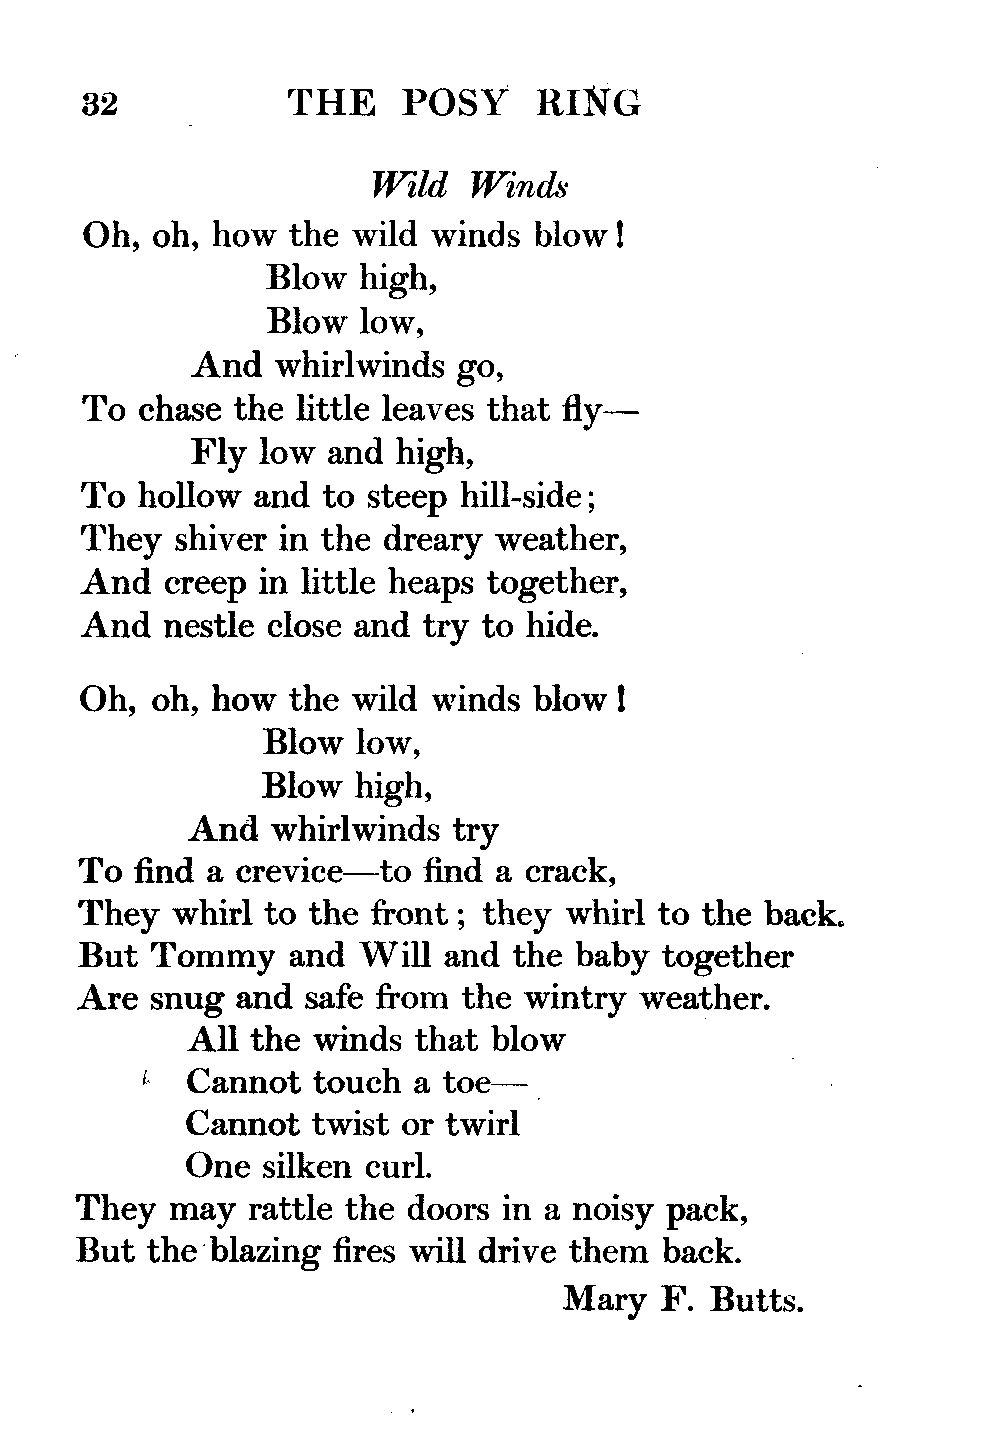 32 THE POSY RING
Wild Winds
Oh, oh, how the wild winds blow!
Blow high,
Blow low,
And whirlwinds go,
To chase the little leaves that fly—
Fly low and high,
To hollow and to steep hill-side;
They shiver in the dreary weather,
And creep in little heaps together,
And nestle close and try to hide.
Oh, oh, how the wild winds blow!
Blow low,
Blow high,
And whirlwinds try
To find a crevice—to find a crack,
They whirl to the front; they whirl to the back.
But Tommy and Will and the baby together
Are snug and safe from the wintry weather.
All the winds that blow
Cannot touch a toe—
Cannot twist or twirl
One silken curl.
They may rattle the doors in a noisy pack,
But the blazing fires will drive them back.
Mary F. Butts.